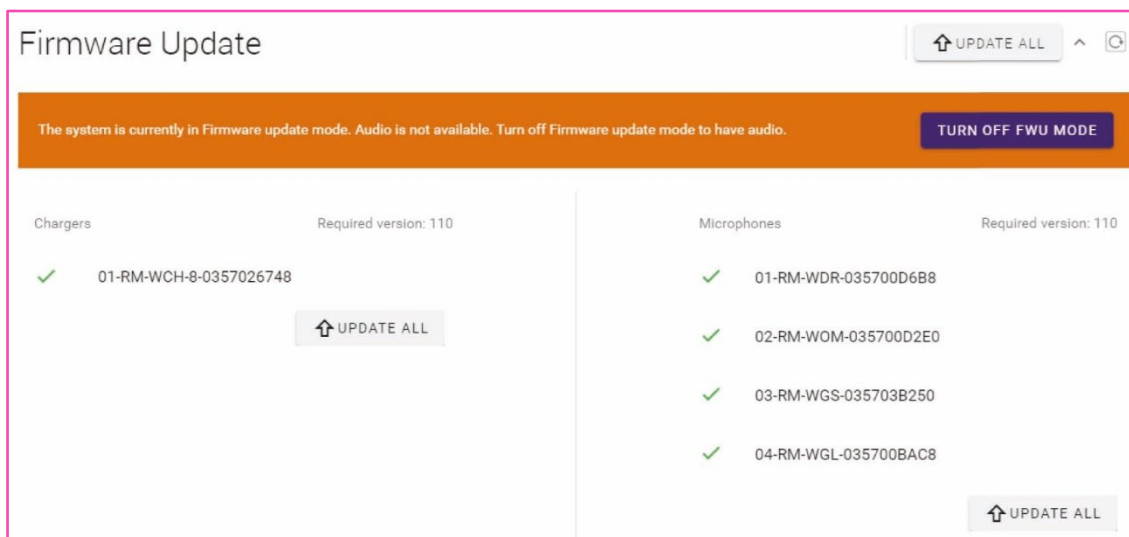 Firmware Update
UPDATE ALL
The system is currently in Firmware update mode. Audio is not available. Turn off Firmware update mode to have audio.
TURN OFF FWU MODE
Chargers
Required version: 110
01-RM-WCH-8-0357026748
UPDATE ALL
Microphones
Required version: 110
01-RM-WDR-035700D6B8
02-RM-WOM-035700D2E0
03-RM-WGS-035703B250
04-RM-WGL-035700BAC8
UPDATE ALL